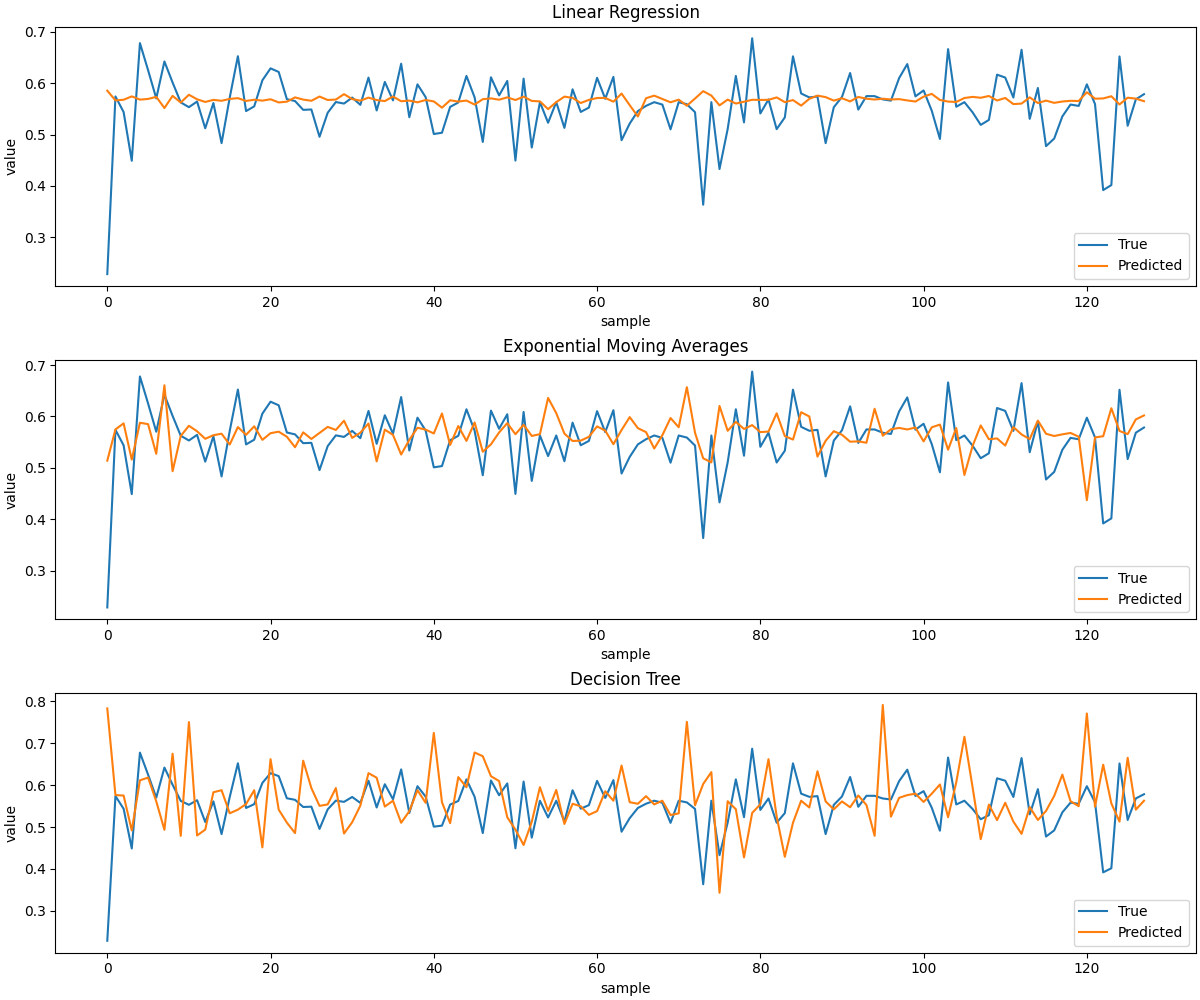 Linear Regression
0.7
0.6
0.5
0.4
0.3
value
0 20 40 60 80 100 120
sample
True
Predicted
Exponential Moving Averages
0.7
0.6
0.5
0.4
0.3
value
0 20 40 60 80 100 120
sample
True
Predicted
Decision Tree
0.8
0.7
0.6
0.5
0.4
0.3
value
0 20 40 60 80 100 120
sample
True
Predicted